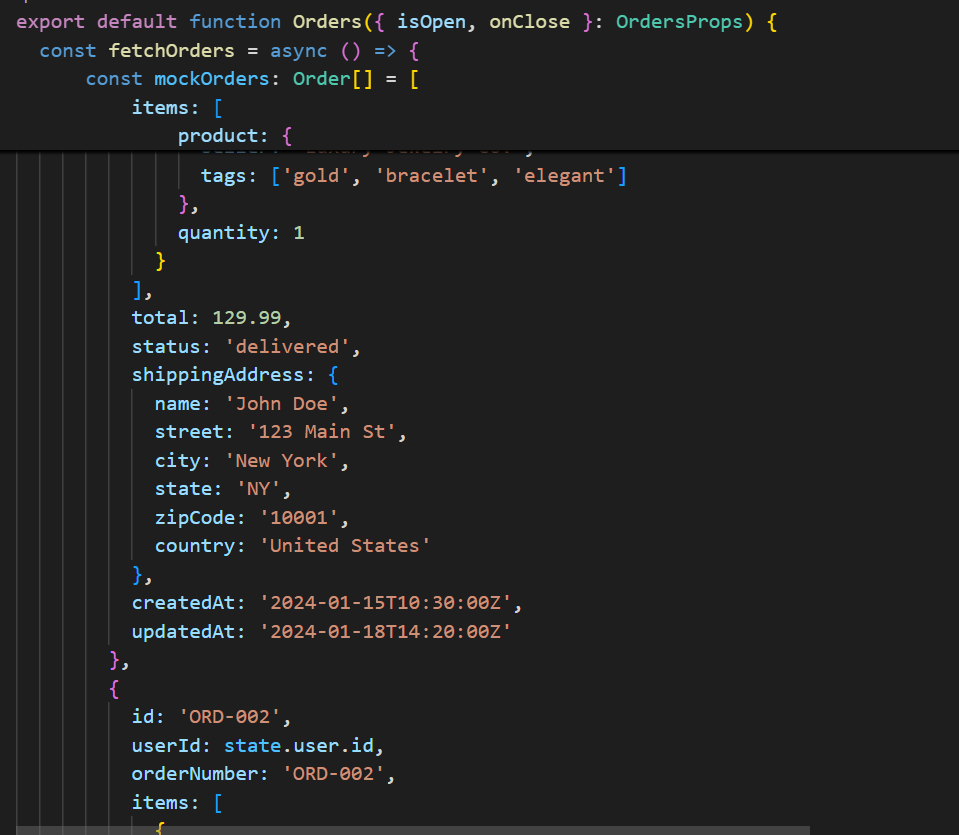 export default function Orders({ isOpen, onClose }: OrdersProps) {
const fetchOrders = async () => {
const mockOrders: Order[] = [
items: [
product: {
tags: ['gold', 'bracelet', 'elegant']
},
quantity: 1
}
],
total: 129.99,
status: 'delivered',
shippingAddress: {
name: 'John Doe',
street: '123 Main St',
city: 'New York',
state: 'NY',
zipCode: '10001',
country: 'United States'
},
createdAt: '2024-01-15T10:30:00Z',
updatedAt: '2024-01-18T14:20:00Z'
},
{
id: 'ORD-002',
userId: state.user.id,
orderNumber: 'ORD-002',
items: [
{